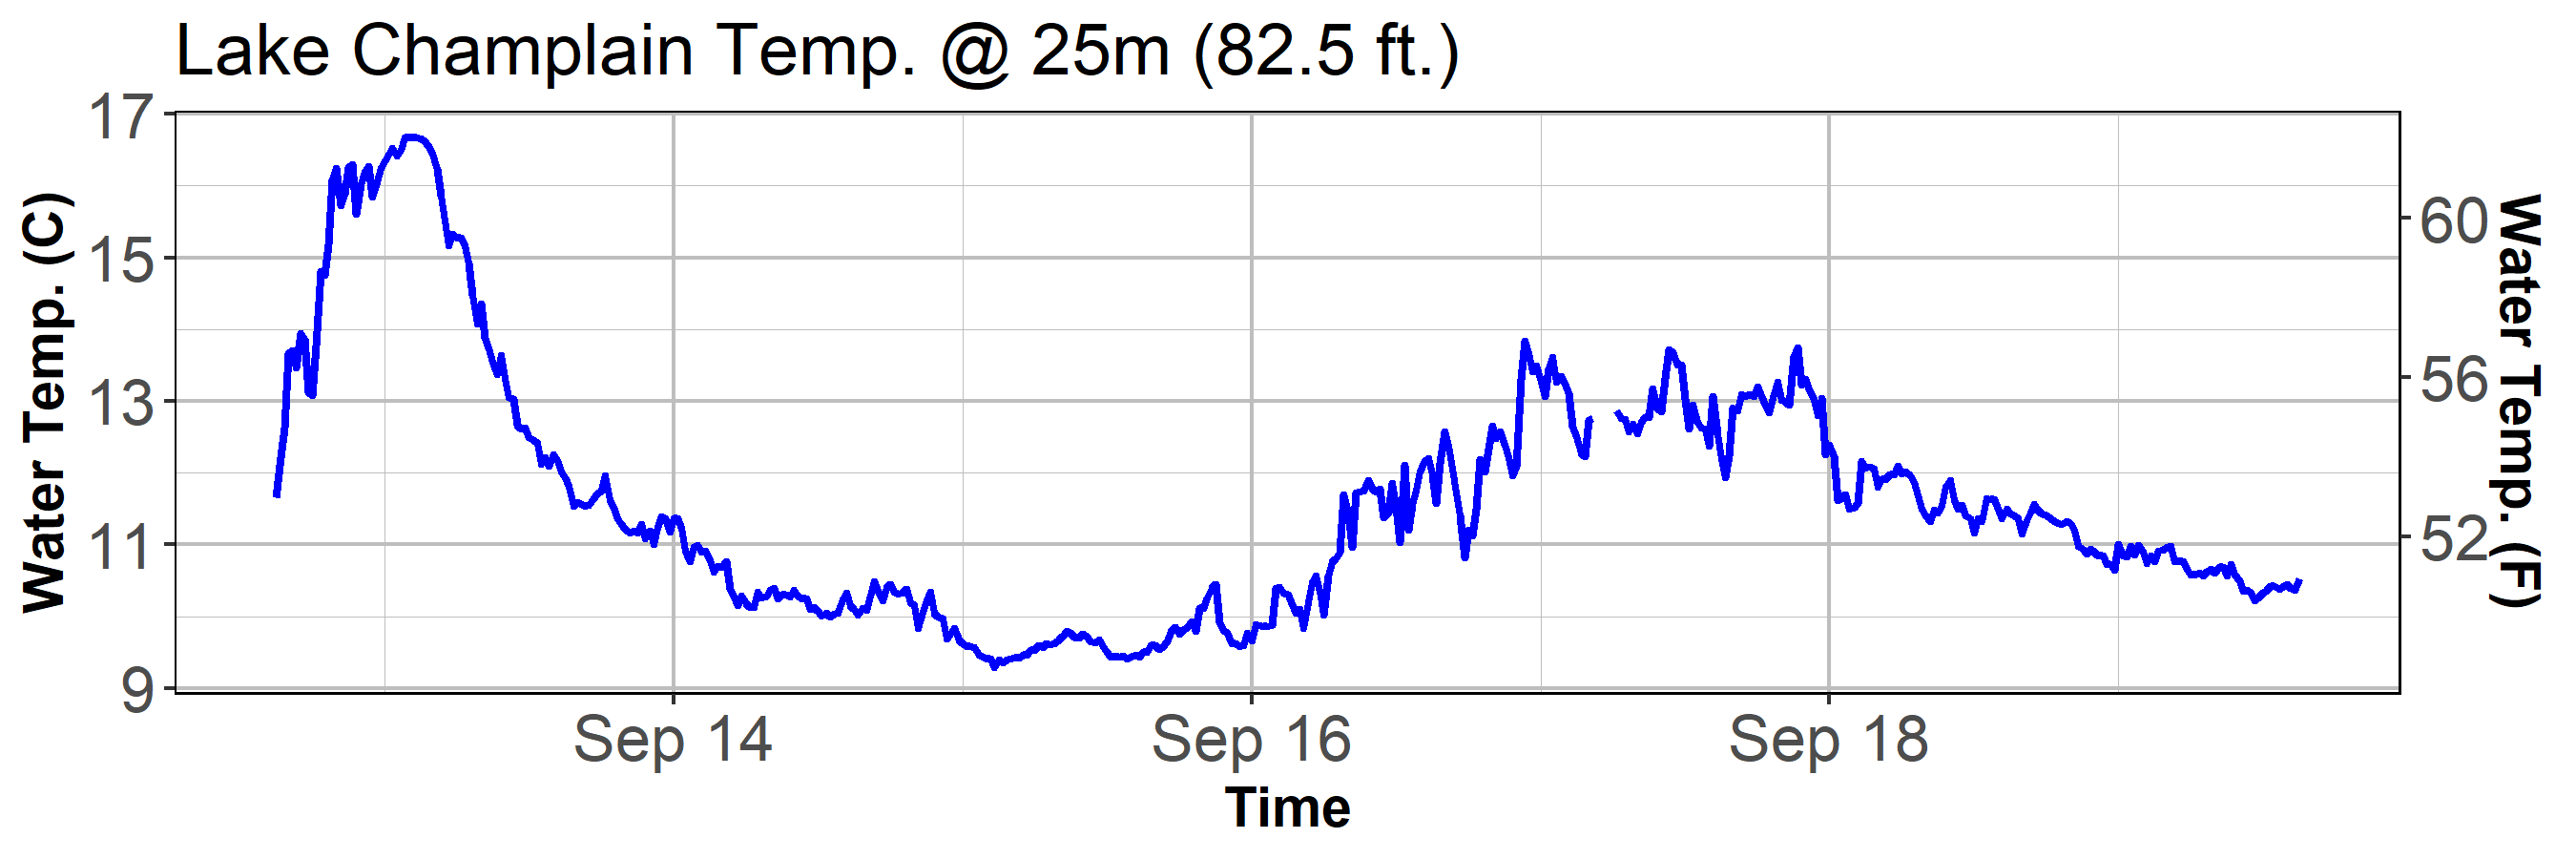 Lake Champlain Temp. @ 25m (82.5 ft.)
Water Temp. (C)
17
15
13
11
9
60
56
52
Water Temp. (F)
Sep 14
Sep 16
Sep 18
Time